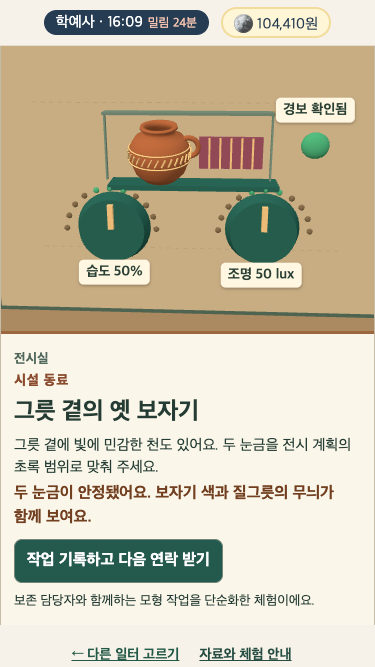 학예사 · 16:09 밀림 24분
104,410원
경보 확인됨
습도 50%
조명 50 lux
전시실
시설 동료
그릇 곁의 옛 보자기
그릇 곁에 빛에 민감한 천도 있어요. 두 눈금을 전시 계획의
초록 범위로 맞춰 주세요.
두 눈금이 안정됐어요. 보자기 색과 질그릇의 무늬가
함께 보여요.
작업 기록하고 다음 연락 받기
보존 담당자와 함께하는 모형 작업을 단순화한 체험이에요.
← 다른 일터 고르기 자료와 체험 안내